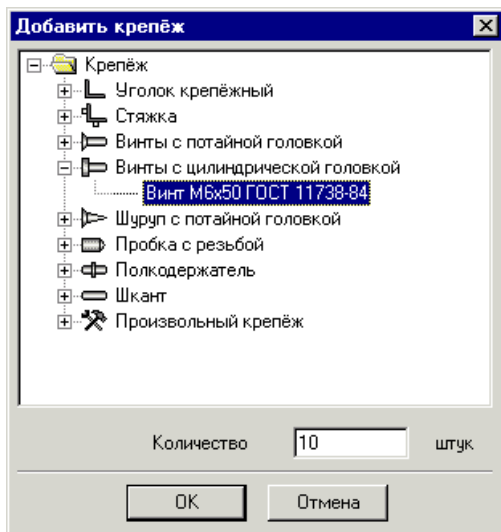 Добавить крепёж
Крепёж
Уголок крепёжный
Стяжка
Винты с потайной головкой
Винты с цилиндрической головкой
Винт М6х50 ГОСТ 11738-84
Шуруп с потайной головкой
Пробка с резьбой
Полкодержатель
Шкант
Произвольный крепёж
Количество 10 штук
OK Отмена